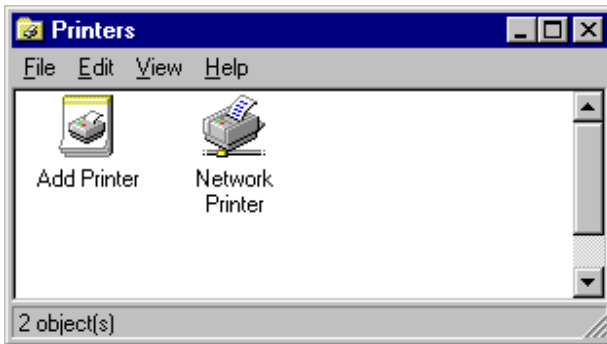 Printers
File Edit View Help
Add Printer
Network
Printer
2 object(s)